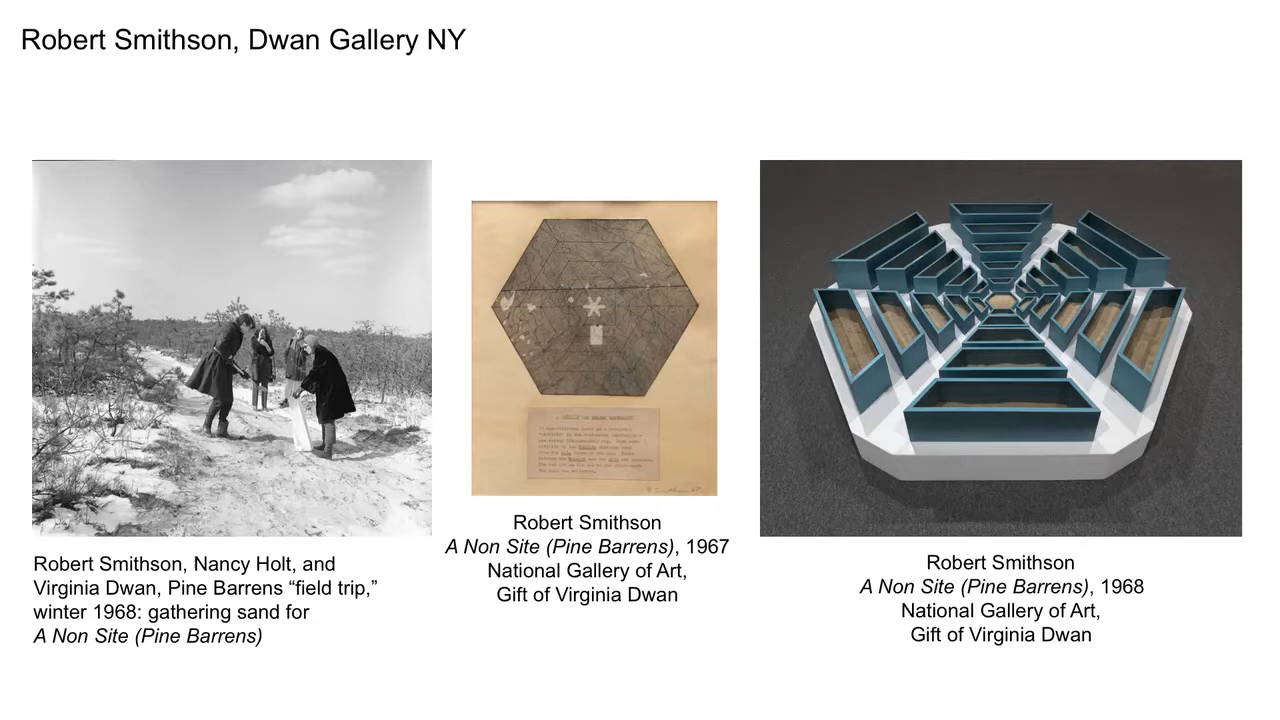 Robert Smithson, Dwan Gallery NY
Robert Smithson, Nancy Holt, and
Virginia Dwan, Pine Barrens “field trip,”
winter 1968: gathering sand for
A Non Site (Pine Barrens)
Robert Smithson
A Non Site (Pine Barrens), 1967
National Gallery of Art,
Gift of Virginia Dwan
Robert Smithson
A Non Site (Pine Barrens), 1968
National Gallery of Art,
Gift of Virginia Dwan